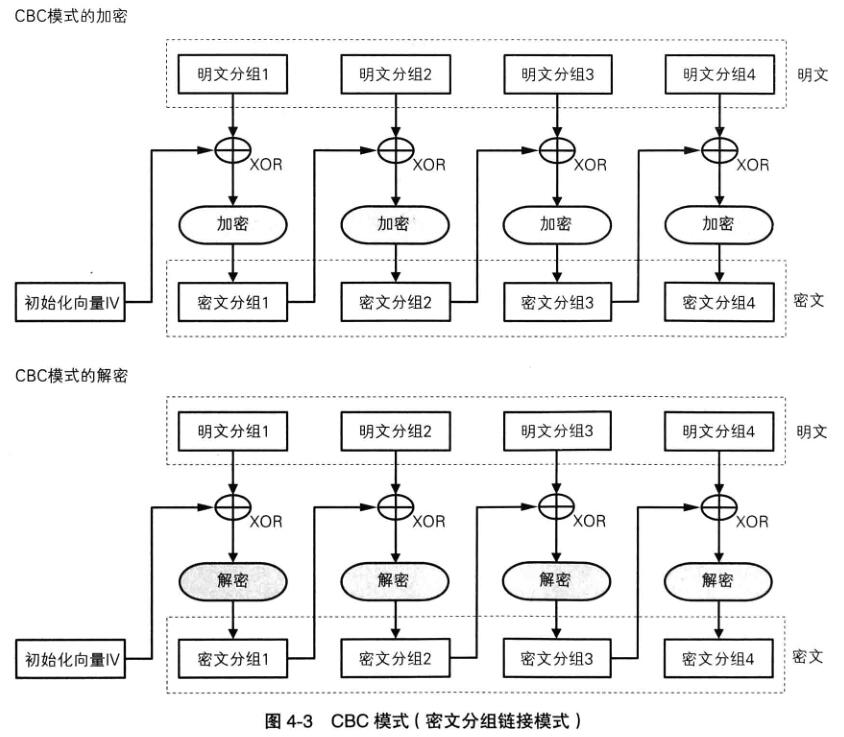 CBC模式的加密
明文分组1 明文分组2 明文分组3 明文分组4 明文
XOR XOR XOR XOR
加密 加密 加密 加密
初始化向量IV 密文分组1 密文分组2 密文分组3 密文分组4 密文
CBC模式的解密
明文分组1 明文分组2 明文分组3 明文分组4 明文
XOR XOR XOR XOR
解密 解密 解密 解密
初始化向量IV 密文分组1 密文分组2 密文分组3 密文分组4 密文
图 4-3 CBC 模式（密文分组链接模式）